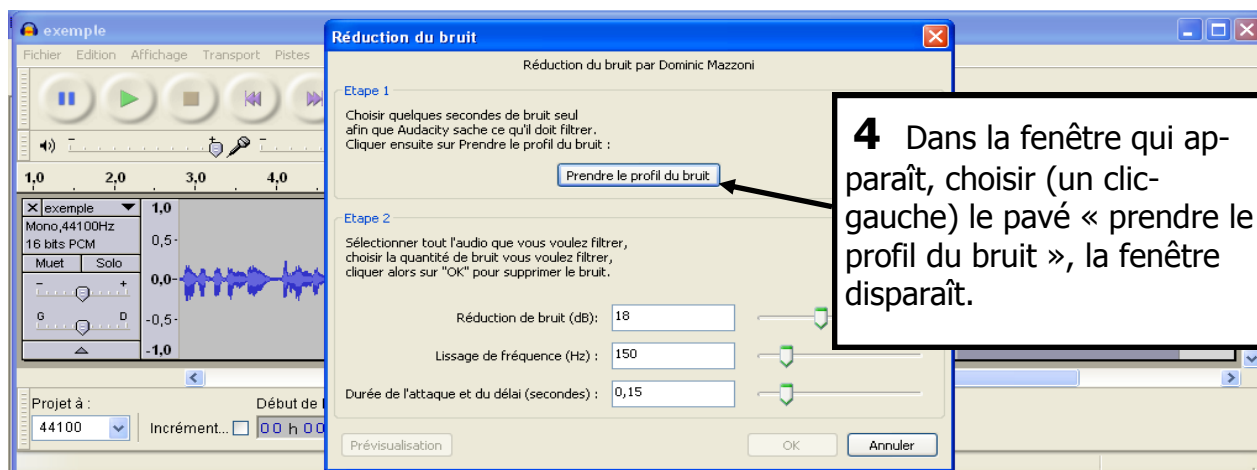 exemple
Fichier Edition Affichage Transport Pistes
1,0 2,0 3,0 4,0
exemple
Mono,44100Hz
16 bits PCM
Muet Solo
- +
G D
1,0
0,5-
0,0-
-0,5-
-1,0
Projet à :
44100
Début de
Incrément...
00 h 00
Réduction du bruit
Réduction du bruit par Dominic Mazzoni
Etape 1
Choisir quelques secondes de bruit seul
afin que Audacity sache ce qu'il doit filtrer.
Cliquer ensuite sur Prendre le profil du bruit :
Prendre le profil du bruit
Etape 2
Sélectionner tout l'audio que vous voulez filtrer,
choisir la quantité de bruit vous voulez filtrer,
cliquer alors sur "OK" pour supprimer le bruit.
Réduction de bruit (dB): 18
Lissage de fréquence (Hz) : 150
Durée de l'attaque et du délai (secondes) : 0,15
Prévisualisation
OK
Annuler
4 Dans la fenêtre qui ap-
paraît, choisir (un clic-
gauche) le pavé « prendre le
profil du bruit », la fenêtre
disparaît.